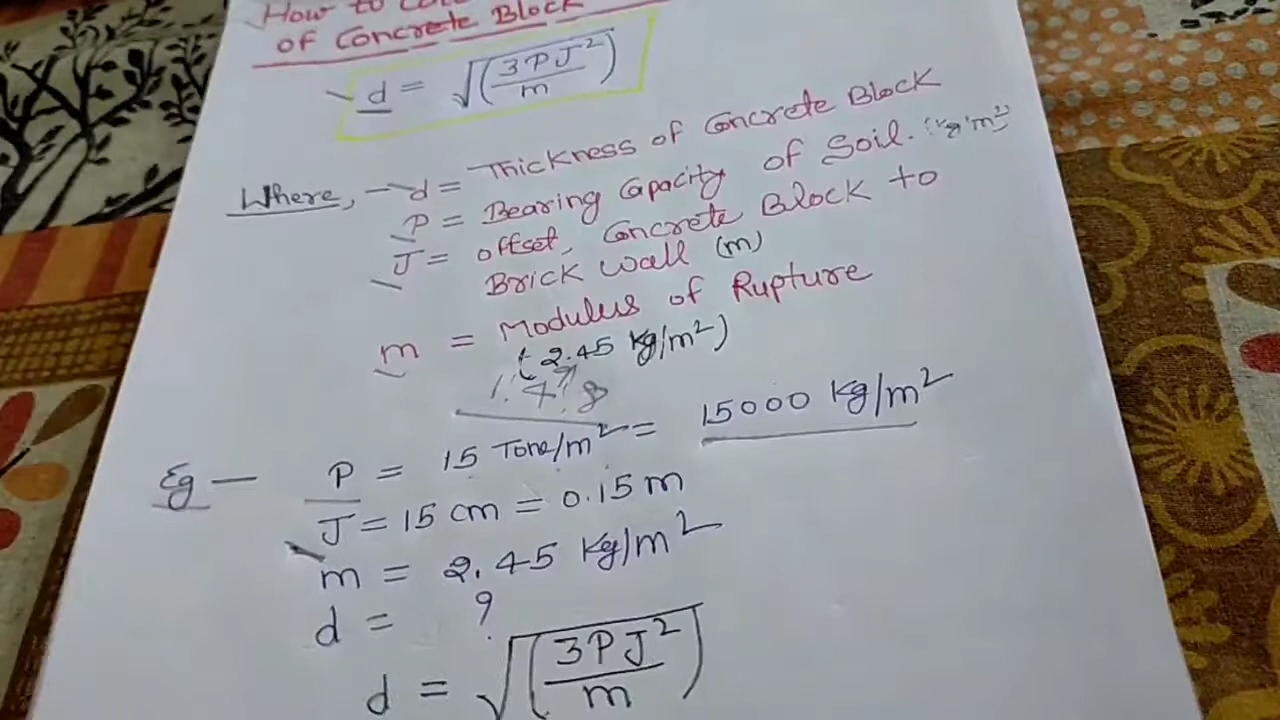 How to
of Concrete Block
d = √(3PJ²/m)
Where, — d = Thickness of Concrete Block
P = Bearing Capacity of Soil. (kg/m²)
J = offset, Concrete Block to
Brick wall (m)
m = Modulus of Rupture
(2.45 kg/m²)
Eg — P = 15 Tone/m² = 15000 Kg/m²
J = 15 cm = 0.15 m
m = 2.45 Kg/m²
d = ?
d = √(3PJ²/m)